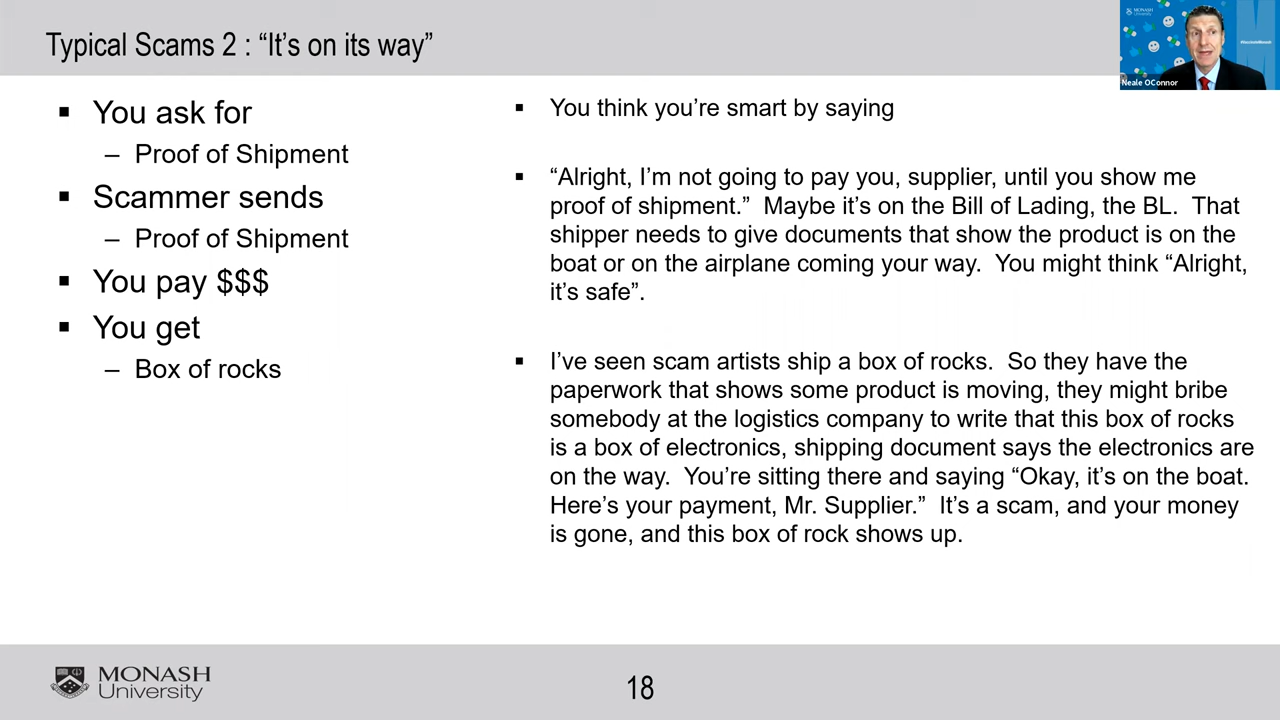 Typical Scams 2 : “It’s on its way”
▪ You ask for
– Proof of Shipment
▪ Scammer sends
– Proof of Shipment
▪ You pay $$$
▪ You get
– Box of rocks
▪ You think you’re smart by saying
▪ “Alright, I’m not going to pay you, supplier, until you show me
proof of shipment.”  Maybe it’s on the Bill of Lading, the BL.  That
shipper needs to give documents that show the product is on the
boat or on the airplane coming your way.  You might think “Alright,
it’s safe”.
▪ I’ve seen scam artists ship a box of rocks.  So they have the
paperwork that shows some product is moving, they might bribe
somebody at the logistics company to write that this box of rocks
is a box of electronics, shipping document says the electronics are
on the way.  You’re sitting there and saying “Okay, it’s on the boat.
Here’s your payment, Mr. Supplier.”  It’s a scam, and your money
is gone, and this box of rock shows up.
Neale OConnor
MONASH
University
18